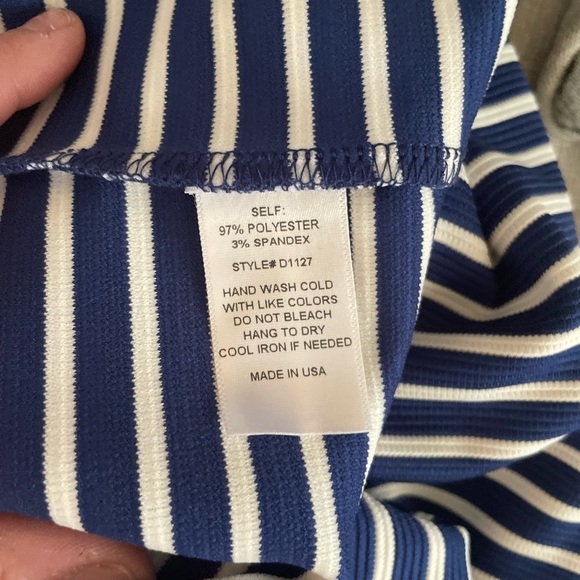 SELF:
97% POLYESTER
3% SPANDEX
STYLE# D1127
HAND WASH COLD
WITH LIKE COLORS
DO NOT BLEACH
HANG TO DRY
COOL IRON IF NEEDED
MADE IN USA